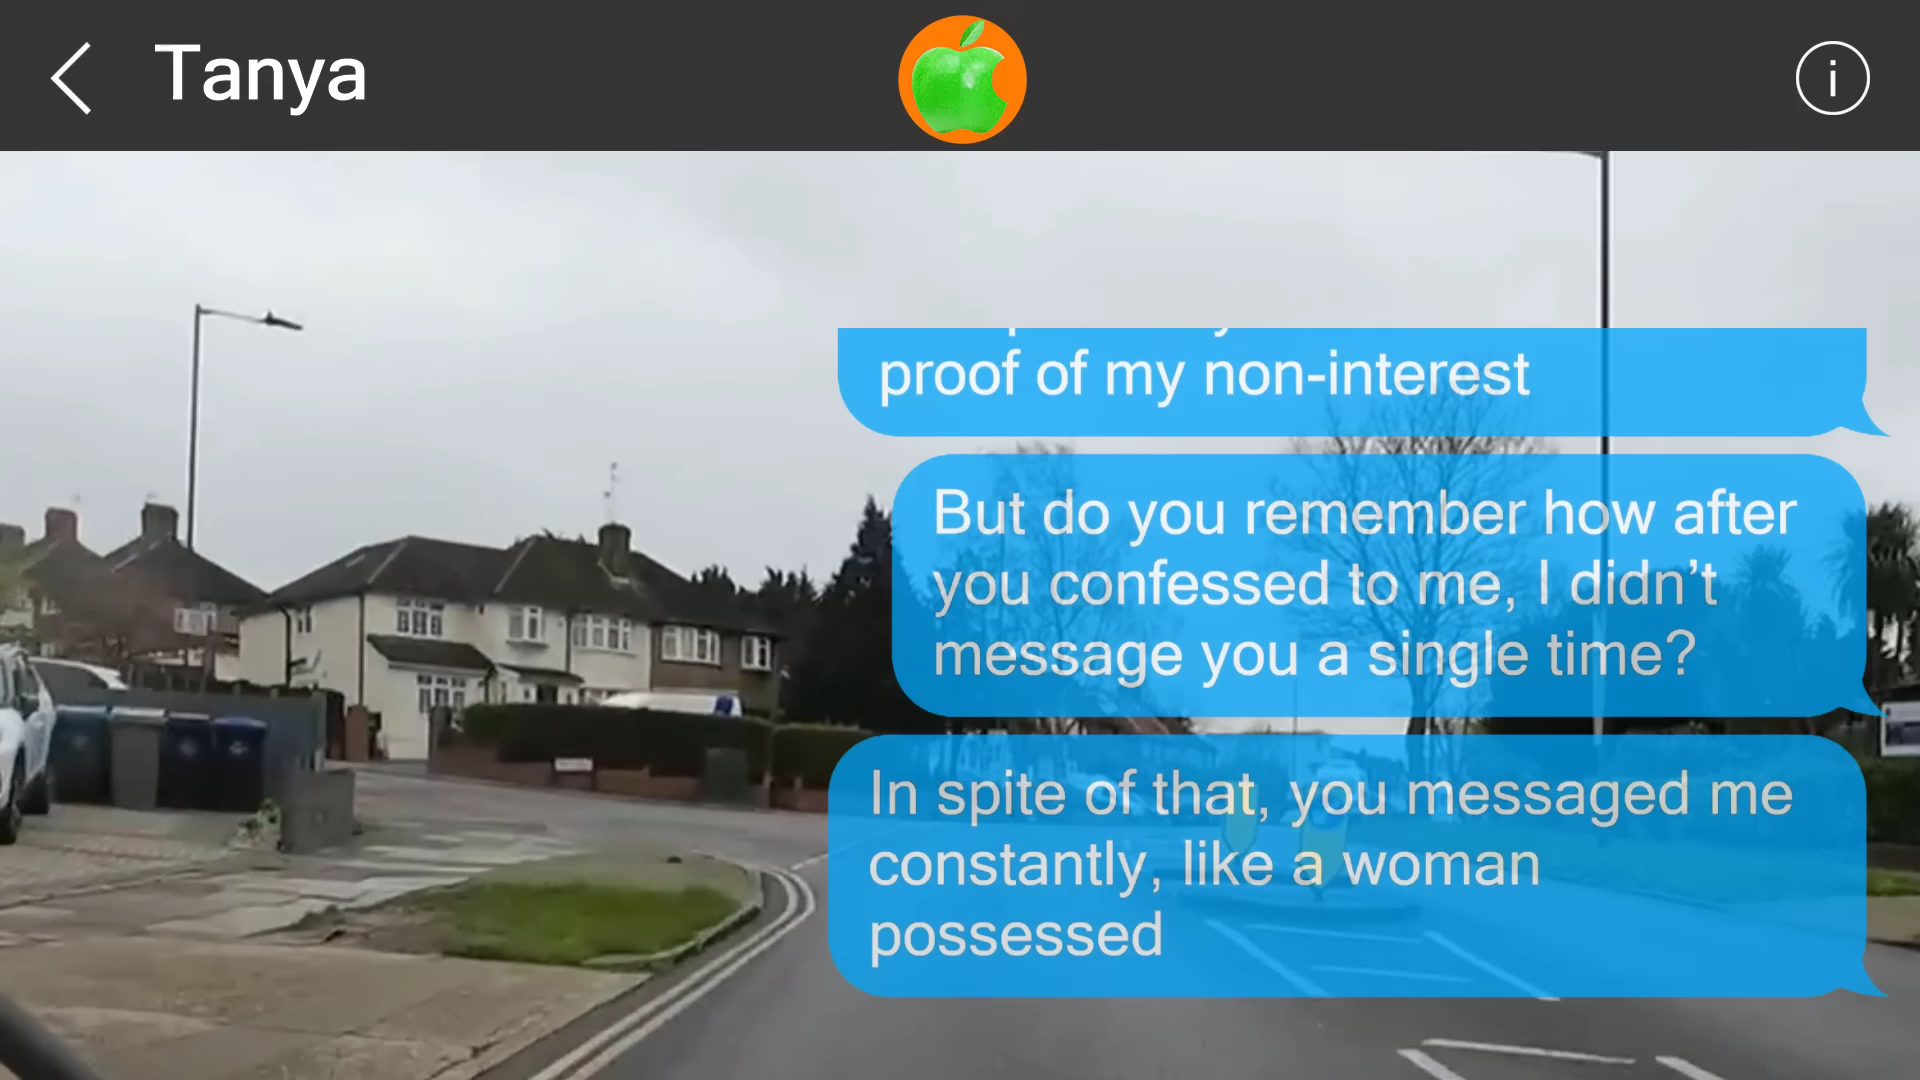 Tanya
proof of my non-interest
But do you remember how after
you confessed to me, I didn’t
message you a single time?
In spite of that, you messaged me
constantly, like a woman
possessed